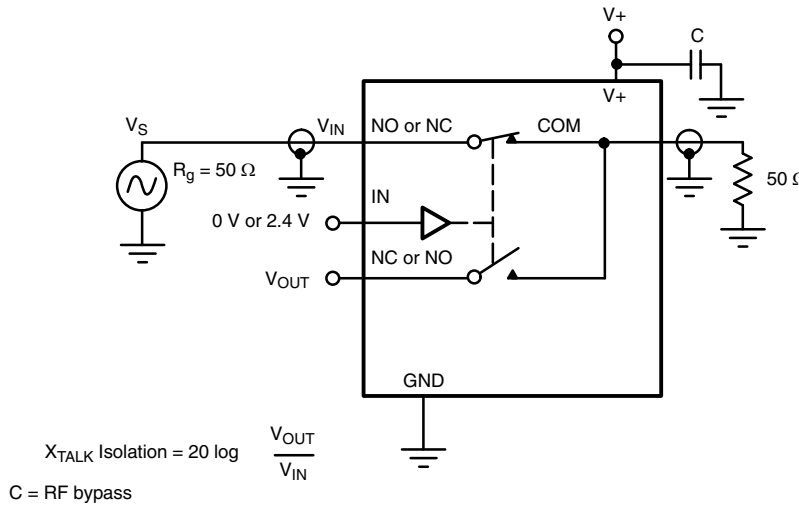 V+
C
V+
VS
VIN
NO or NC
COM
Rg = 50 Ω
50 Ω
IN
0 V or 2.4 V
NC or NO
VOUT
GND
XTALK Isolation = 20 log VOUT
VIN
C = RF bypass